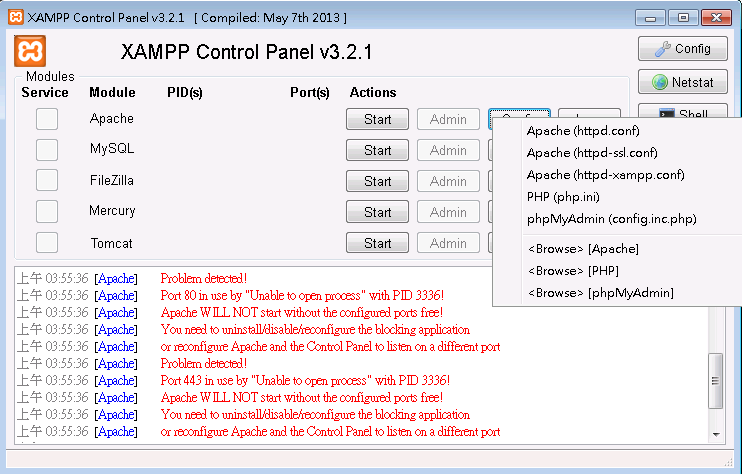 XAMPP Control Panel v3.2.1 [ Compiled: May 7th 2013 ]
XAMPP Control Panel v3.2.1
Config
Modules
Netstat
Service Module PID(s) Port(s) Actions
Shell
Apache Start Admin
MySQL Start Admin
FileZilla Start Admin
Mercury Start Admin
Tomcat Start Admin
Apache (httpd.conf)
Apache (httpd-ssl.conf)
Apache (httpd-xampp.conf)
PHP (php.ini)
phpMyAdmin (config.inc.php)
<Browse> [Apache]
<Browse> [PHP]
<Browse> [phpMyAdmin]
上午 03:55:36 [Apache] Problem detected!
上午 03:55:36 [Apache] Port 80 in use by "Unable to open process" with PID 3336!
上午 03:55:36 [Apache] Apache WILL NOT start without the configured ports free!
上午 03:55:36 [Apache] You need to uninstall/disable/reconfigure the blocking application
上午 03:55:36 [Apache] or reconfigure Apache and the Control Panel to listen on a different port
上午 03:55:36 [Apache] Problem detected!
上午 03:55:36 [Apache] Port 443 in use by "Unable to open process" with PID 3336!
上午 03:55:36 [Apache] Apache WILL NOT start without the configured ports free!
上午 03:55:36 [Apache] You need to uninstall/disable/reconfigure the blocking application
上午 03:55:36 [Apache] or reconfigure Apache and the Control Panel to listen on a different port